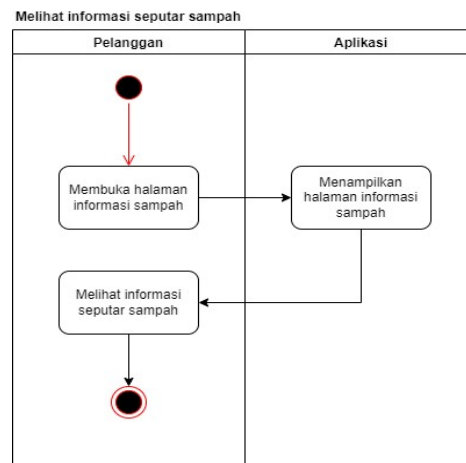 Melihat informasi seputar sampah
Pelanggan
Aplikasi
Membuka halaman
informasi sampah
Menampilkan
halaman informasi
sampah
Melihat informasi
seputar sampah